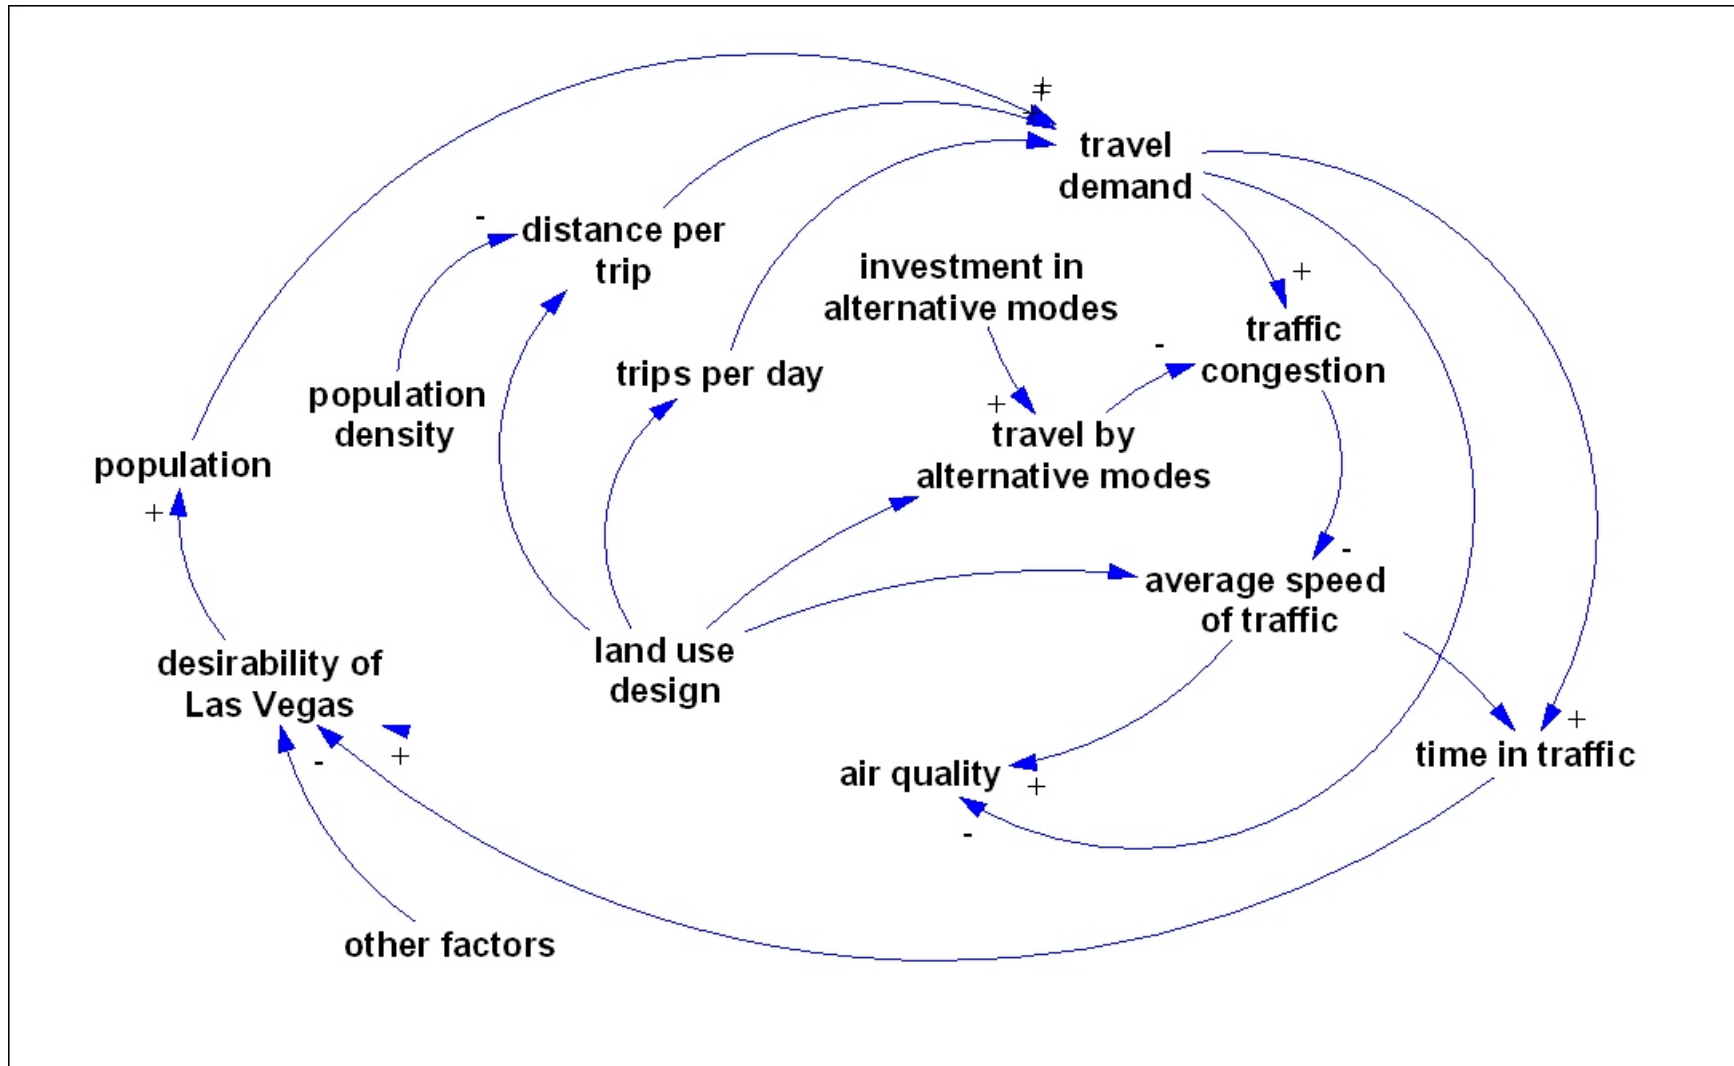 travel
demand
-
distance per
trip
investment in
alternative modes
+
traffic
congestion
-
trips per day
population
density
+
travel by
alternative modes
population
+
-
average speed
of traffic
land use
design
desirability of
Las Vegas
-
+
+
time in traffic
air quality
+
-
other factors